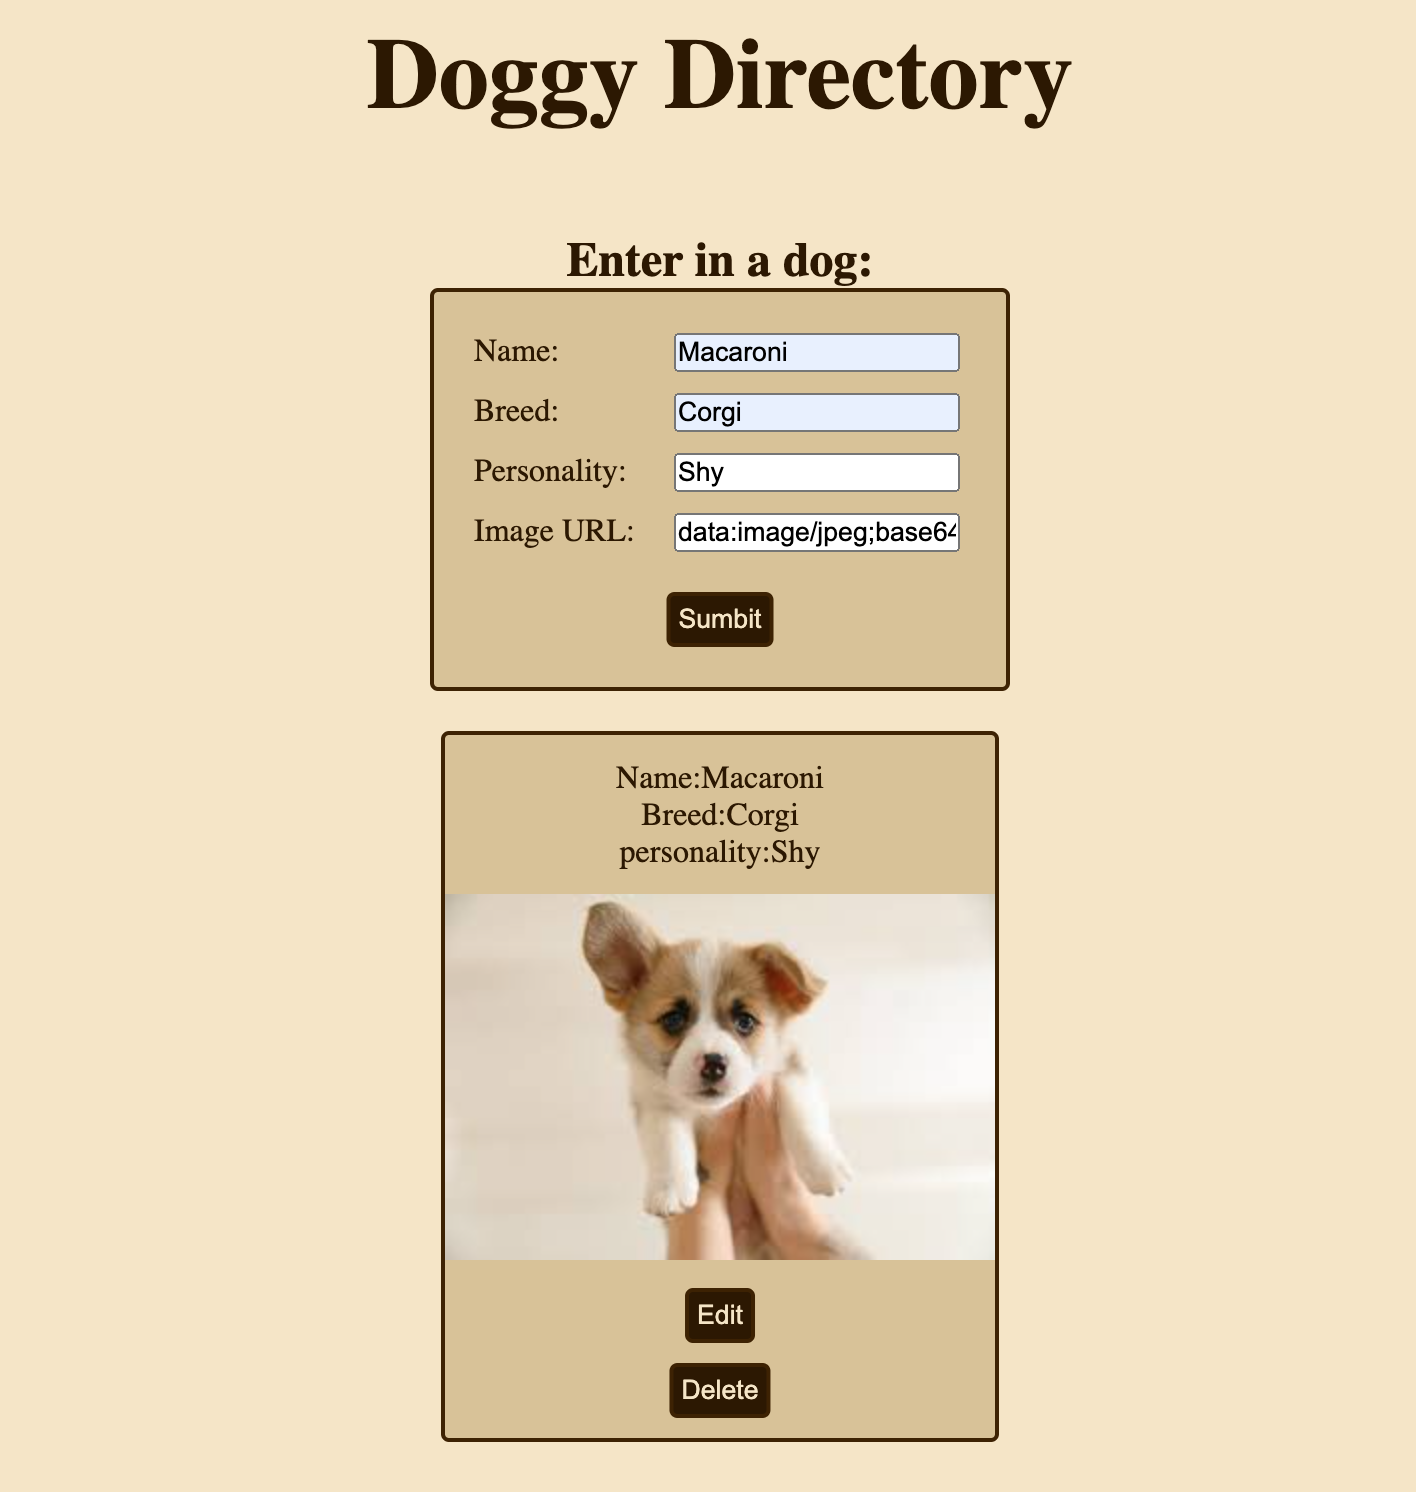 Doggy Directory
Enter in a dog:
Name: Macaroni
Breed: Corgi
Personality: Shy
Image URL: data:image/jpeg;base64
Sumbit
Name:Macaroni
Breed:Corgi
personality:Shy
Edit
Delete